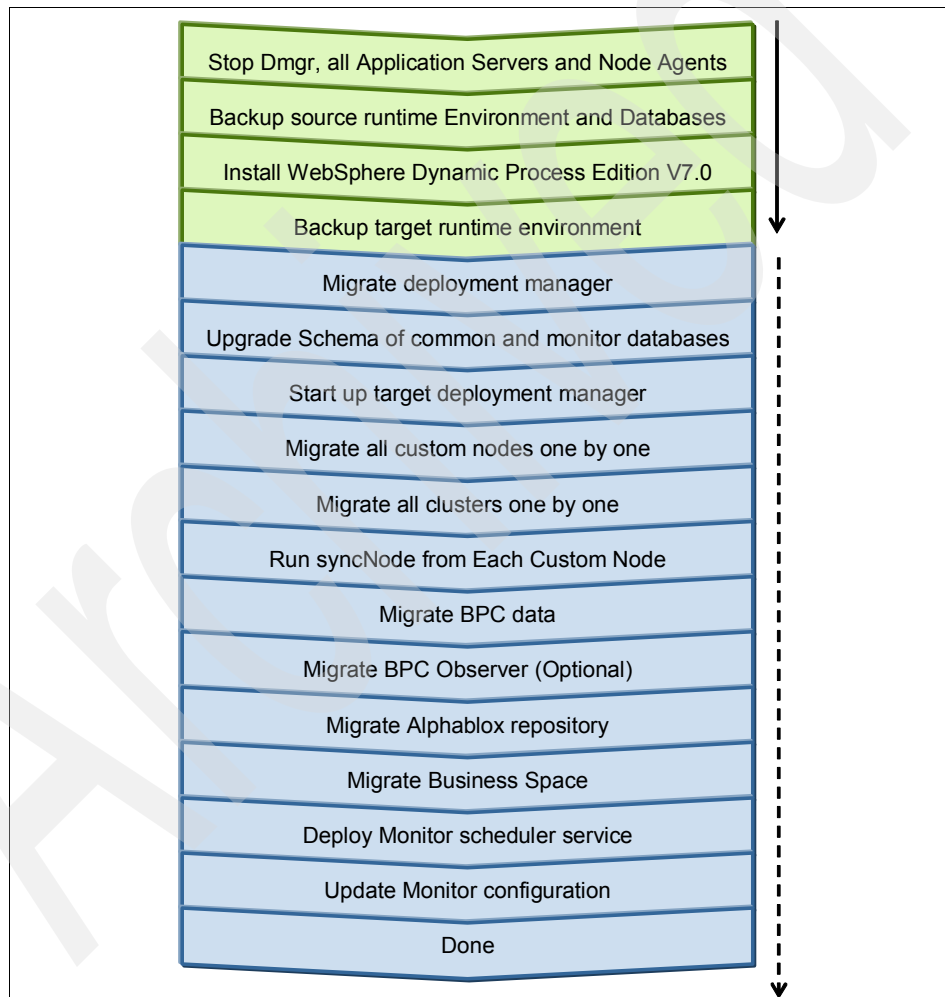 Stop Dmgr, all Application Servers and Node Agents
Backup source runtime Environment and Databases
Install WebSphere Dynamic Process Edition V7.0
Backup target runtime environment
Migrate deployment manager
Upgrade Schema of common and monitor databases
Start up target deployment manager
Migrate all custom nodes one by one
Migrate all clusters one by one
Run syncNode from Each Custom Node
Migrate BPC data
Migrate BPC Observer (Optional)
Migrate Alphablox repository
Migrate Business Space
Deploy Monitor scheduler service
Update Monitor configuration
Done
Archived